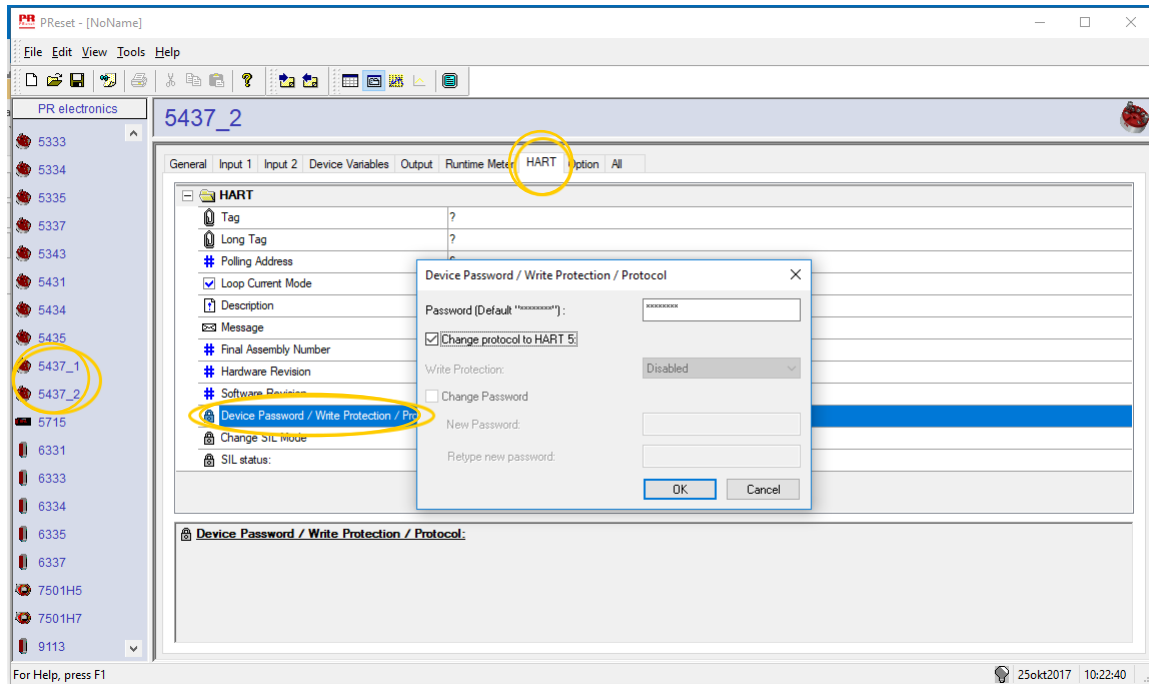 PR PReset - [NoName]
File Edit View Tools Help
PR electronics
5437_2
5333
5334
5335
5337
5343
5431
5434
5435
5437_1
5437_2
5715
6331
6333
6334
6335
6337
7501H5
7501H7
9113
General Input 1 Input 2 Device Variables Output Runtime Meter HART Option All
HART
Tag ?
Long Tag ?
# Polling Address
Loop Current Mode
Description
Message
# Final Assembly Number
# Hardware Revision
# Software Revision
Device Password / Write Protection / Pro
Change SIL Mode
SIL status:
Device Password / Write Protection / Protocol
Password (Default "********") : ********
Change protocol to HART 5:
Write Protection: Disabled
Change Password
New Password:
Retype new password:
OK Cancel
Device Password / Write Protection / Protocol:
For Help, press F1 25okt2017 10:22:40